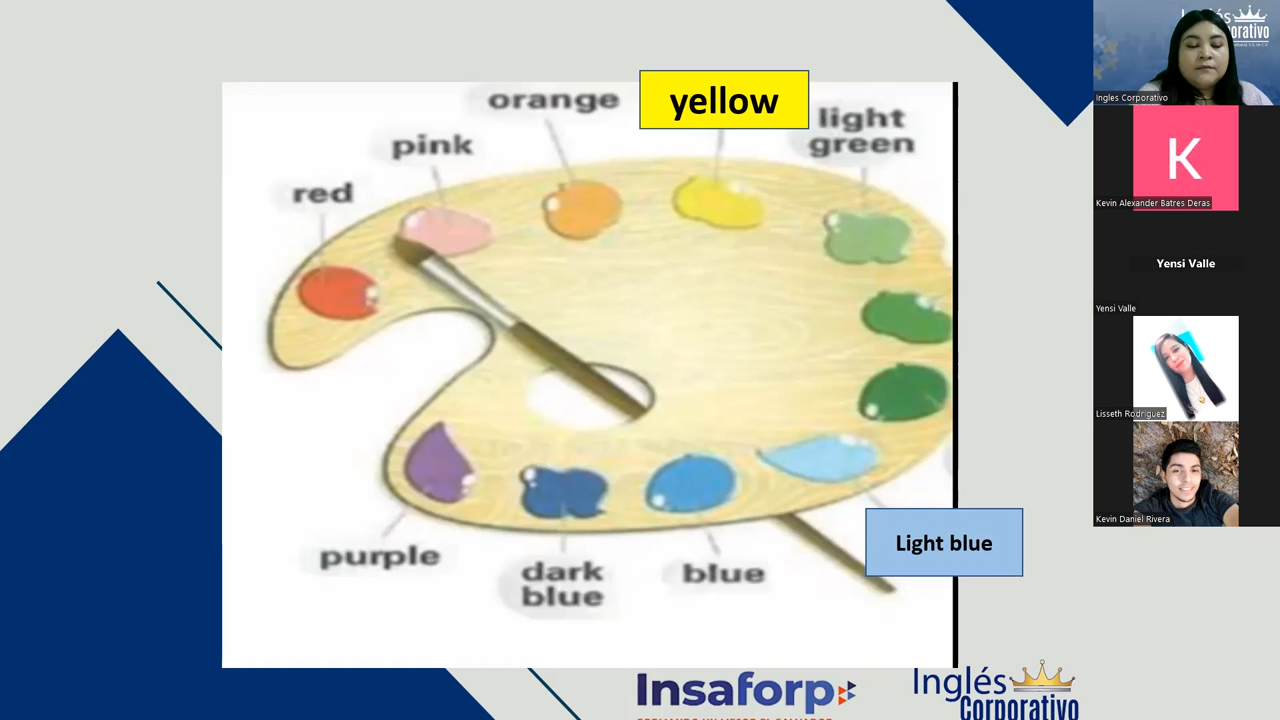 orange
yellow
light
green
pink
red
purple
dark
blue
blue
Light blue
Insaforp
Inglés
Corporativo
Ingles Corporativo
K
Kevin Alexander Batres Deras
Yensi Valle
Yensi Valle
Lisseth Rodriguez
Kevin Daniel Rivera